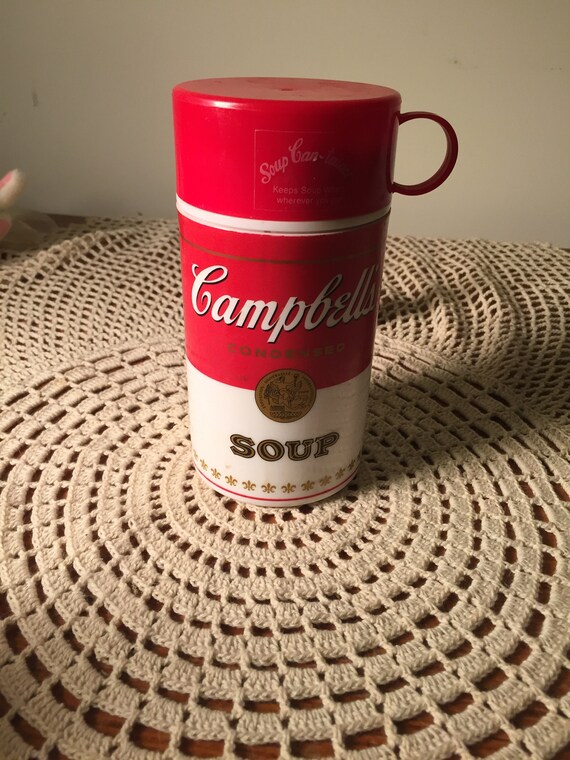 Soup Can-
Keeps Soup
wherever
Campbell's
CONDENSED
SOUP